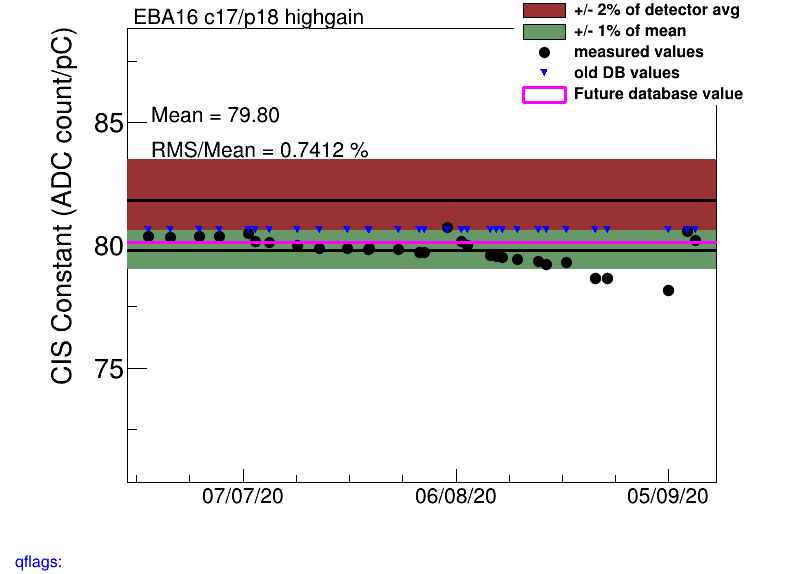 EBA16 c17/p18 highgain
+/- 2% of detector avg
+/- 1% of mean
measured values
old DB values
Future database value
Mean = 79.80
RMS/Mean = 0.7412 %
CIS Constant (ADC count/pC)
85
80
75
07/07/20
06/08/20
05/09/20
qflags: